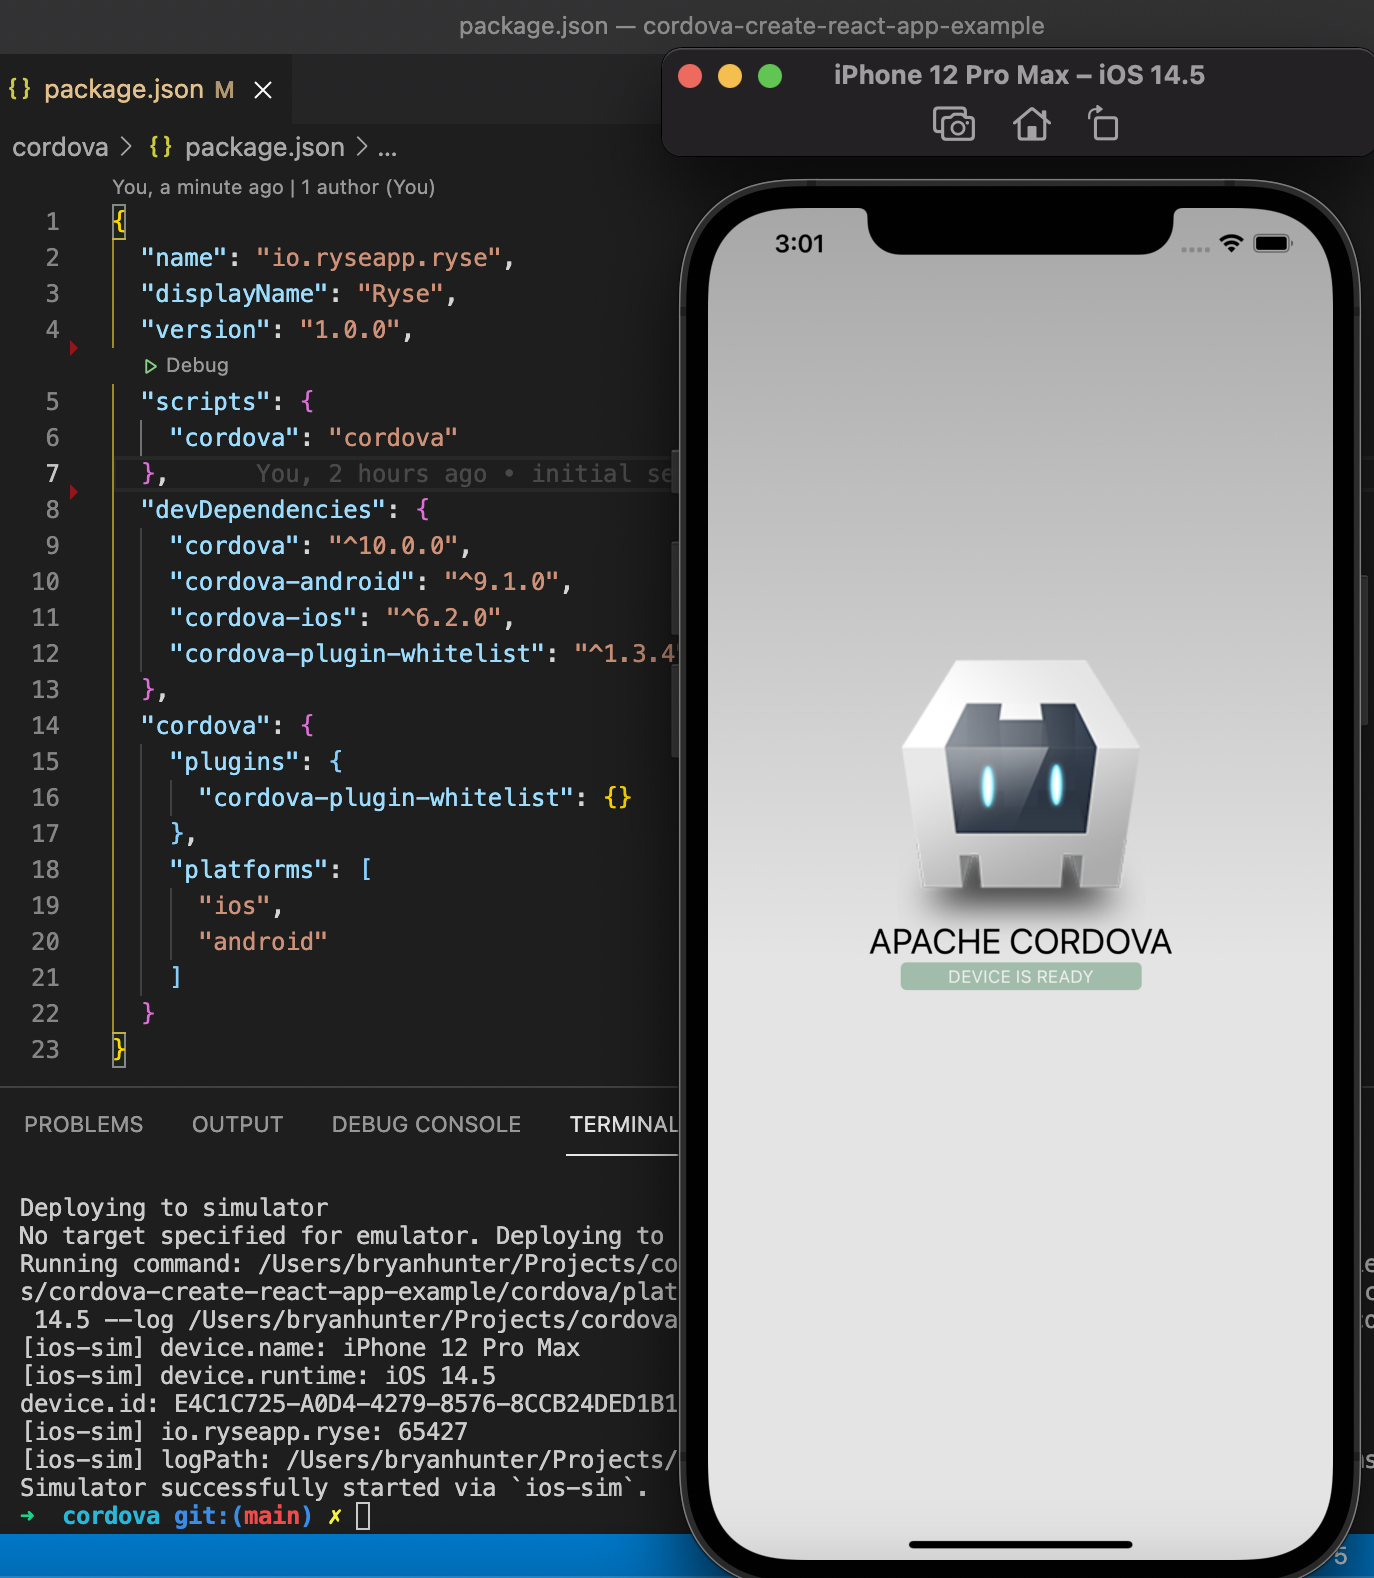 package.json — cordova-create-react-app-example
{} package.json M
cordova > {} package.json > ...
You, a minute ago | 1 author (You)
1 {
2 "name": "io.ryseapp.ryse",
3 "displayName": "Ryse",
4 "version": "1.0.0",
Debug
5 "scripts": {
6 "cordova": "cordova"
7 }, You, 2 hours ago • initial se
8 "devDependencies": {
9 "cordova": "^10.0.0",
10 "cordova-android": "^9.1.0",
11 "cordova-ios": "^6.2.0",
12 "cordova-plugin-whitelist": "^1.3.4
13 },
14 "cordova": {
15 "plugins": {
16 "cordova-plugin-whitelist": {}
17 },
18 "platforms": [
19 "ios",
20 "android"
21 ]
22 }
23 }
PROBLEMS OUTPUT DEBUG CONSOLE TERMINAL
Deploying to simulator
No target specified for emulator. Deploying to
Running command: /Users/bryanhunter/Projects/co
s/cordova-create-react-app-example/cordova/plat
14.5 --log /Users/bryanhunter/Projects/cordova
[ios-sim] device.name: iPhone 12 Pro Max
[ios-sim] device.runtime: iOS 14.5
device.id: E4C1C725-A0D4-4279-8576-8CCB24DED1B1
[ios-sim] io.ryseapp.ryse: 65427
[ios-sim] logPath: /Users/bryanhunter/Projects/
Simulator successfully started via `ios-sim`.
→ cordova git:(main) ✗
iPhone 12 Pro Max – iOS 14.5
3:01
APACHE CORDOVA
DEVICE IS READY
5